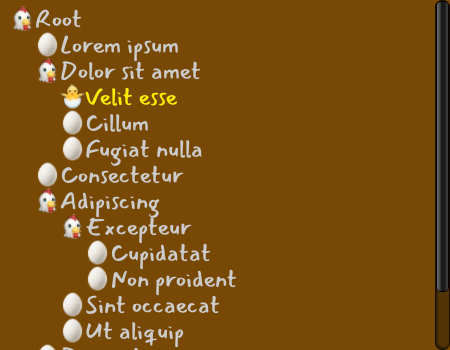 Root
Lorem ipsum
Dolor sit amet
Velit esse
Cillum
Fugiat nulla
Consectetur
Adipiscing
Excepteur
Cupidatat
Non proident
Sint occaecat
Ut aliquip